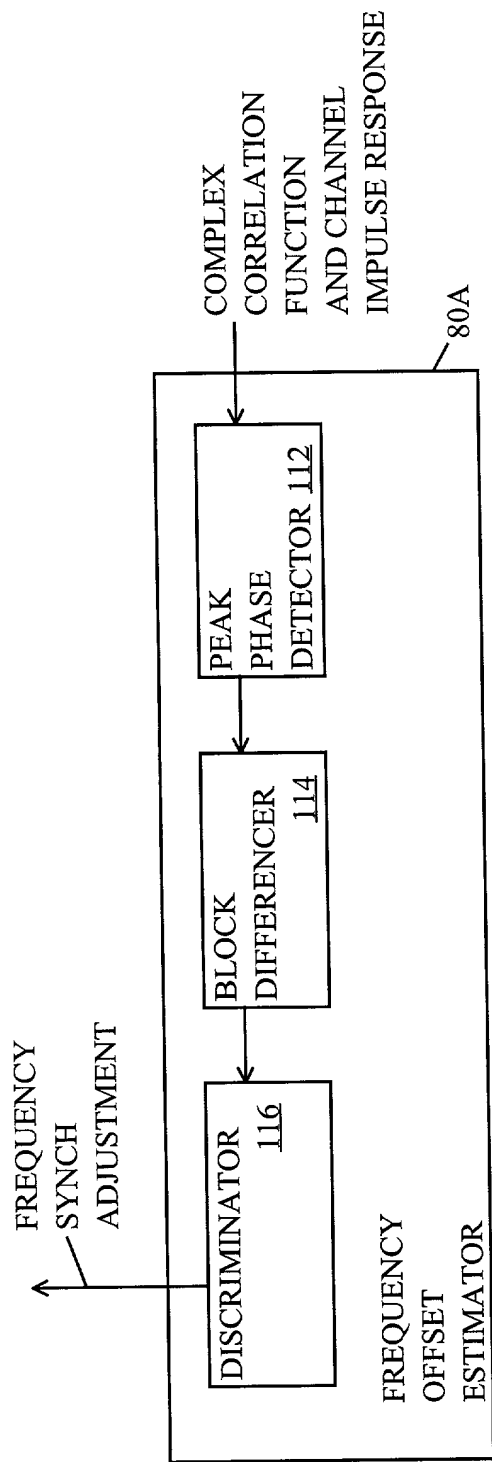 FREQUENCY
SYNCH
ADJUSTMENT
COMPLEX
CORRELATION
FUNCTION
AND CHANNEL
IMPULSE RESPONSE
DISCRIMINATOR
116
BLOCK
DIFFERENCER
114
PEAK
PHASE
DETECTOR 112
FREQUENCY
OFFSET
ESTIMATOR
80A